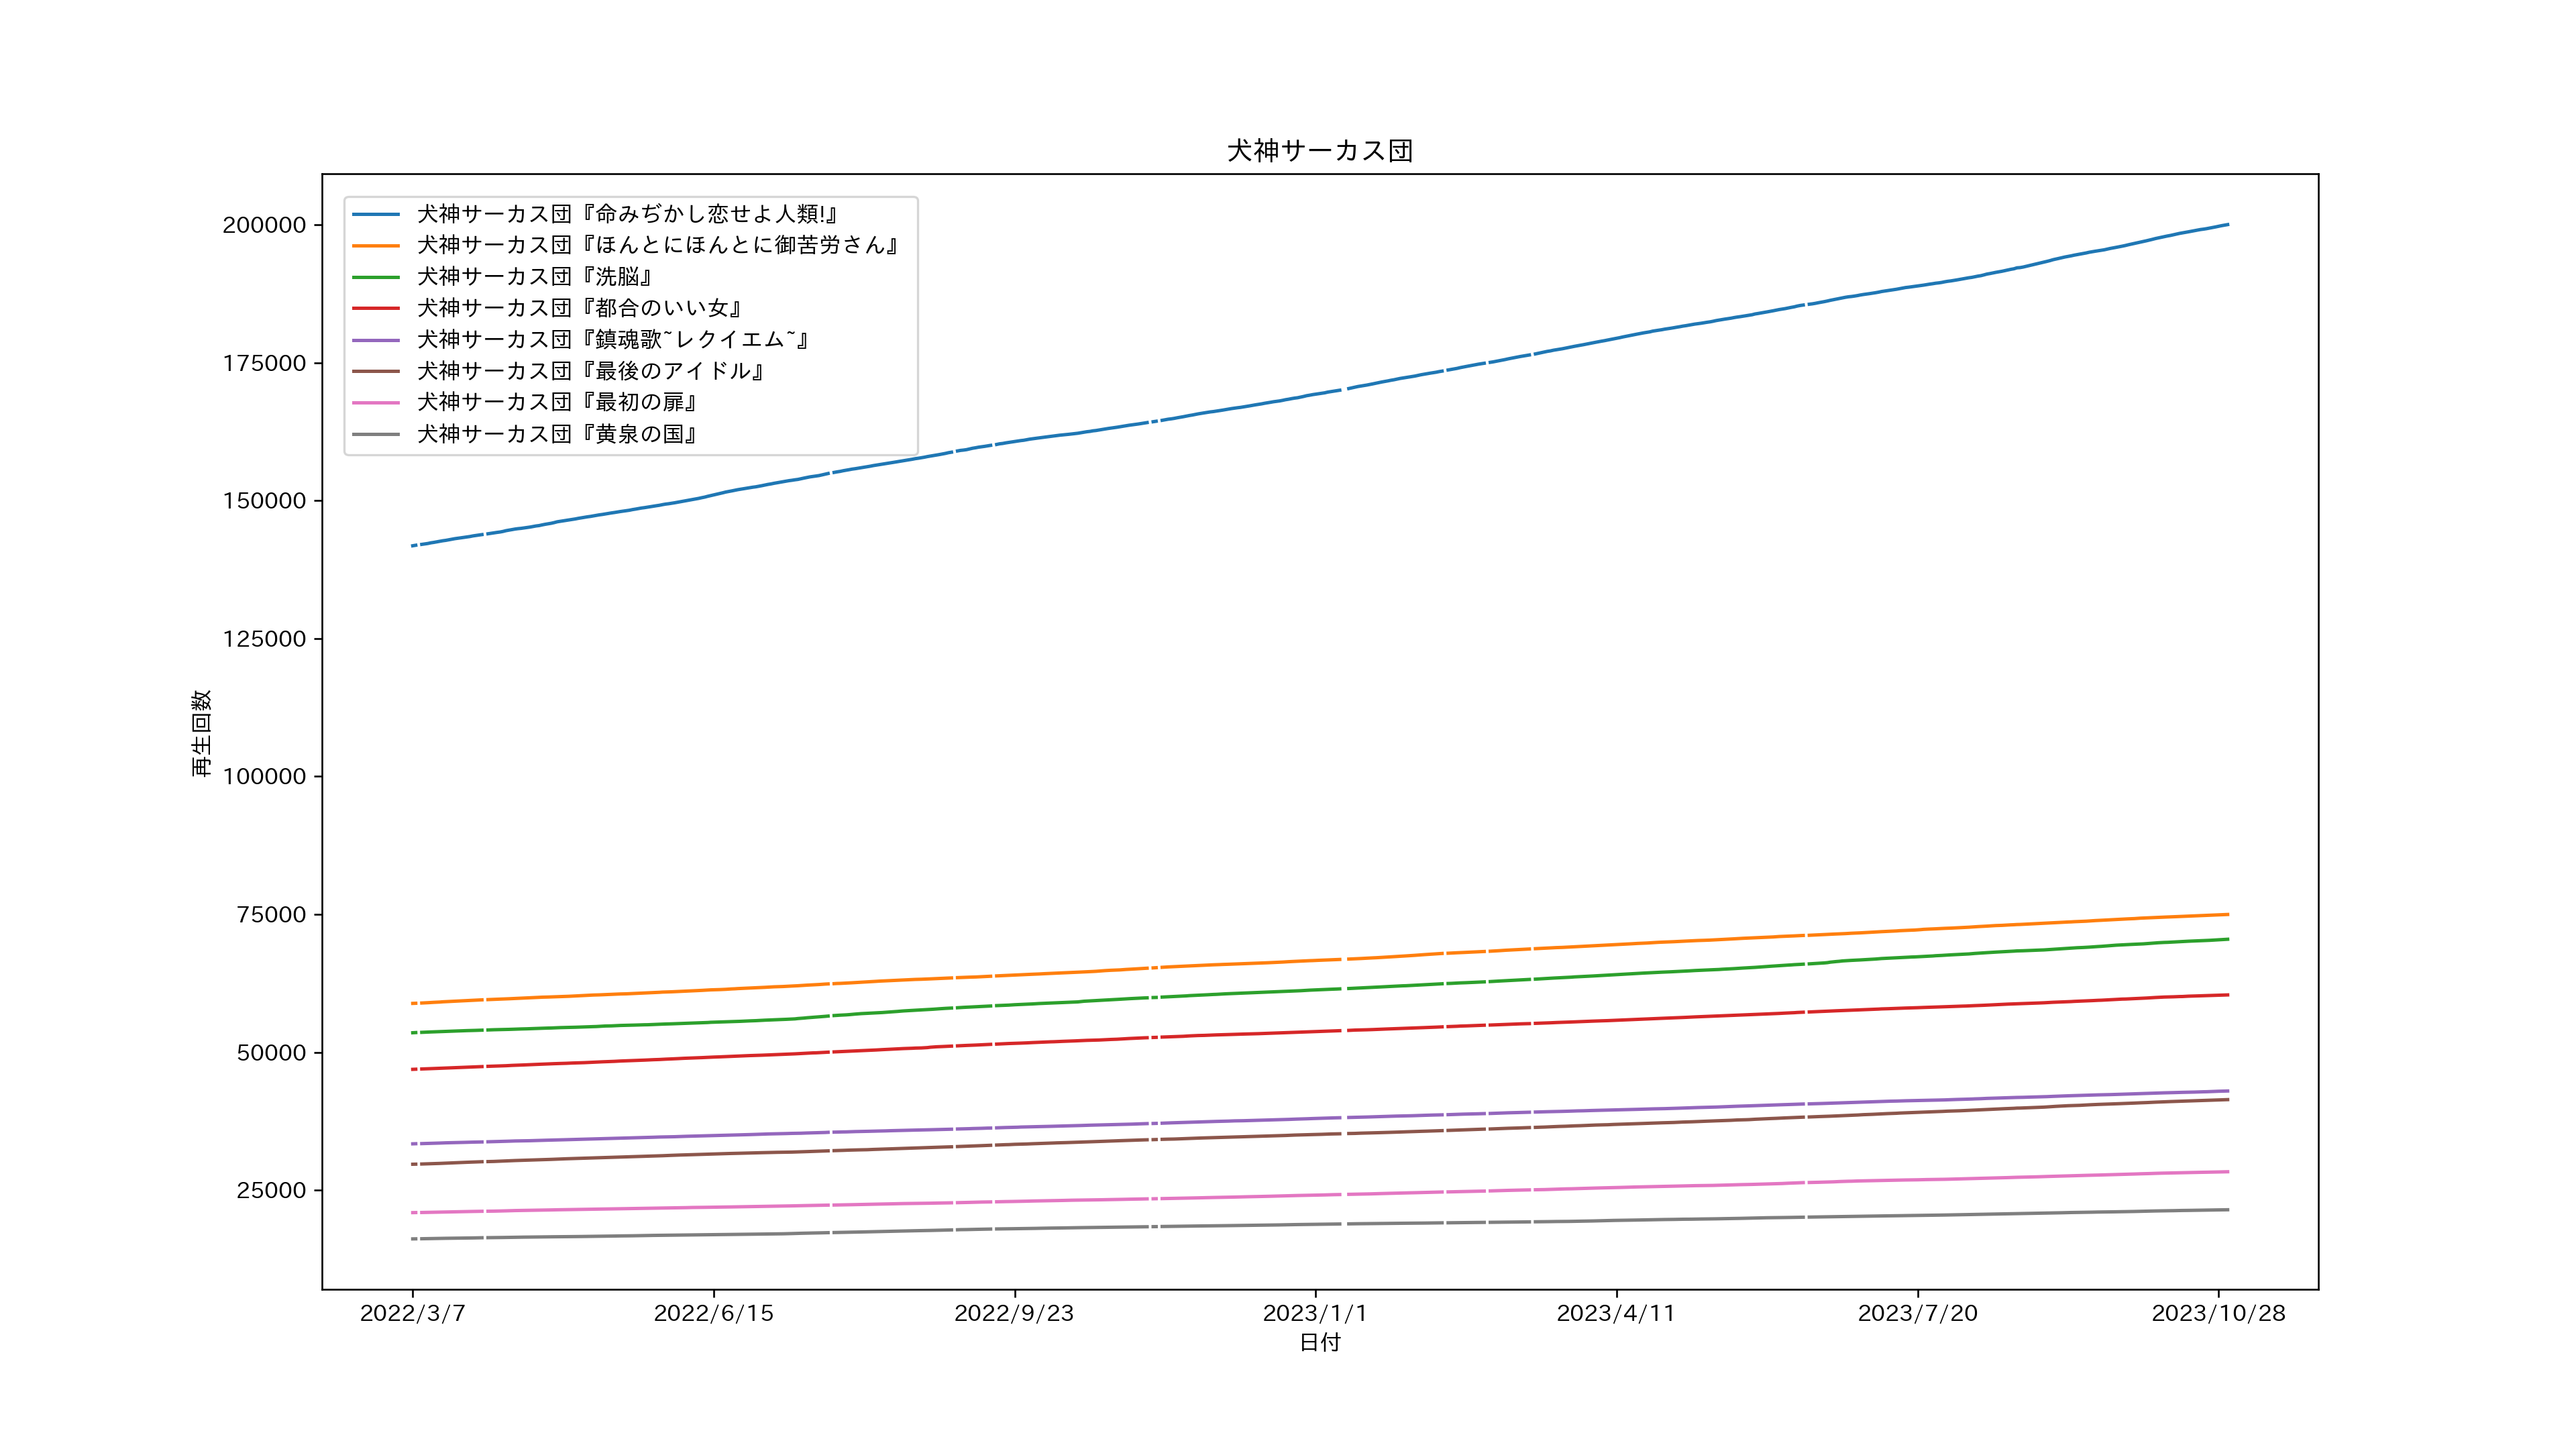 犬神サーカス団
犬神サーカス団『命みぢかし恋せよ人類!』
犬神サーカス団『ほんとにほんとに御苦労さん』
犬神サーカス団『洗脳』
犬神サーカス団『都合のいい女』
犬神サーカス団『鎮魂歌~レクイエム~』
犬神サーカス団『最後のアイドル』
犬神サーカス団『最初の扉』
犬神サーカス団『黄泉の国』
再生回数
200000
175000
150000
125000
100000
75000
50000
25000
2022/3/7 2022/6/15 2022/9/23 2023/1/1 2023/4/11 2023/7/20 2023/10/28
日付